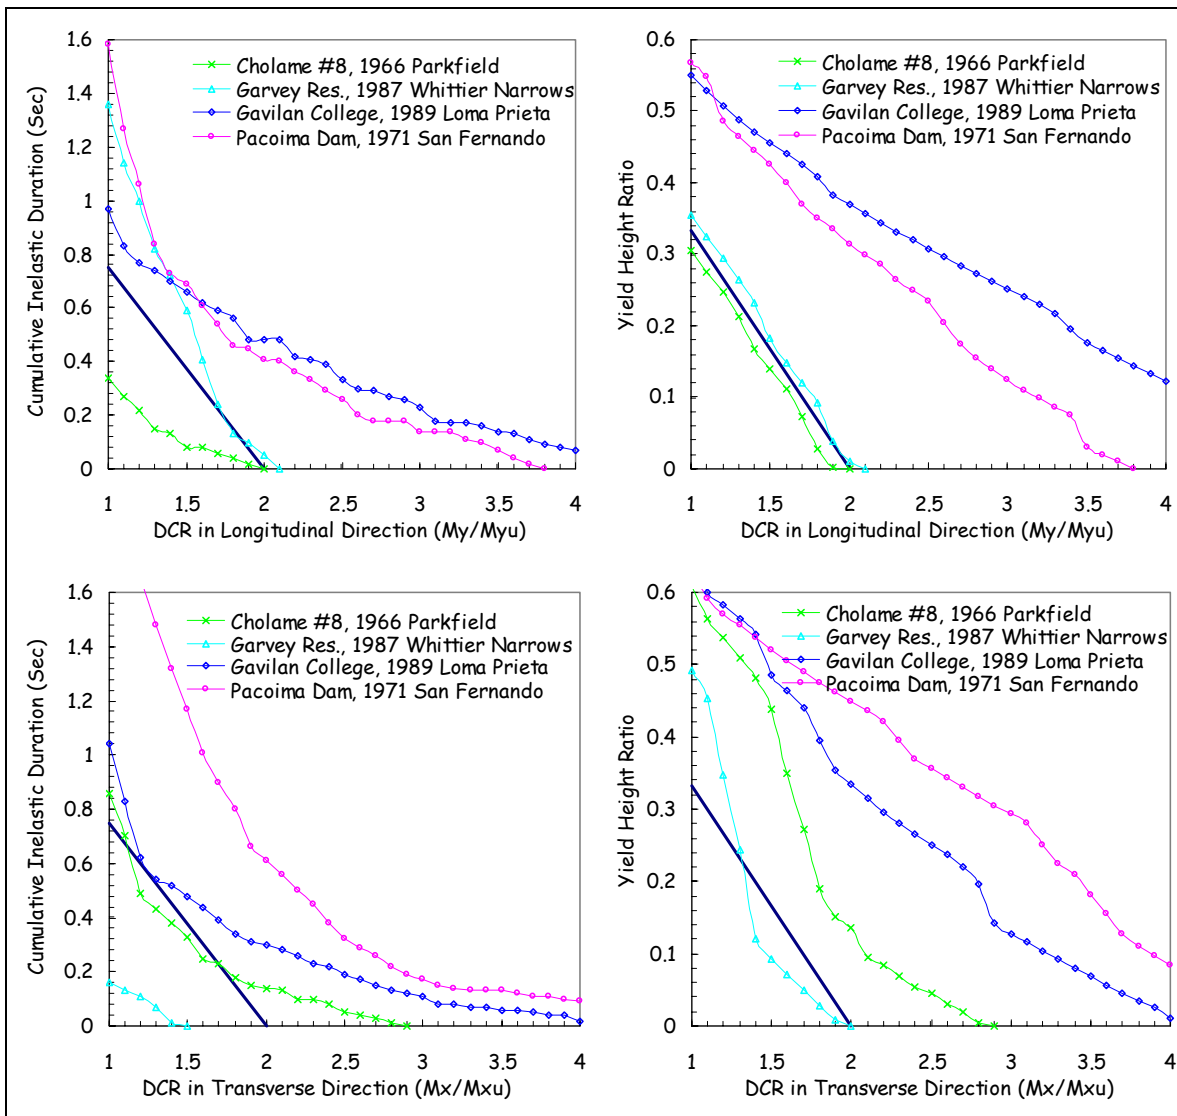 1.6
1.4
1.2
1
0.8
0.6
0.4
0.2
0
Cumulative Inelastic Duration (Sec)
Cholame #8, 1966 Parkfield
Garvey Res., 1987 Whittier Narrows
Gavilan College, 1989 Loma Prieta
Pacoima Dam, 1971 San Fernando
1 1.5 2 2.5 3 3.5 4
DCR in Longitudinal Direction (My/Myu)
0.6
0.5
0.4
0.3
0.2
0.1
0
Yield Height Ratio
Cholame #8, 1966 Parkfield
Garvey Res., 1987 Whittier Narrows
Gavilan College, 1989 Loma Prieta
Pacoima Dam, 1971 San Fernando
1 1.5 2 2.5 3 3.5 4
DCR in Longitudinal Direction (My/Myu)
1.6
1.4
1.2
1
0.8
0.6
0.4
0.2
0
Cumulative Inelastic Duration (Sec)
Cholame #8, 1966 Parkfield
Garvey Res., 1987 Whittier Narrows
Gavilan College, 1989 Loma Prieta
Pacoima Dam, 1971 San Fernando
1 1.5 2 2.5 3 3.5 4
DCR in Transverse Direction (Mx/Mxu)
0.6
0.5
0.4
0.3
0.2
0.1
0
Yield Height Ratio
Cholame #8, 1966 Parkfield
Garvey Res., 1987 Whittier Narrows
Gavilan College, 1989 Loma Prieta
Pacoima Dam, 1971 San Fernando
1 1.5 2 2.5 3 3.5 4
DCR in Transverse Direction (Mx/Mxu)